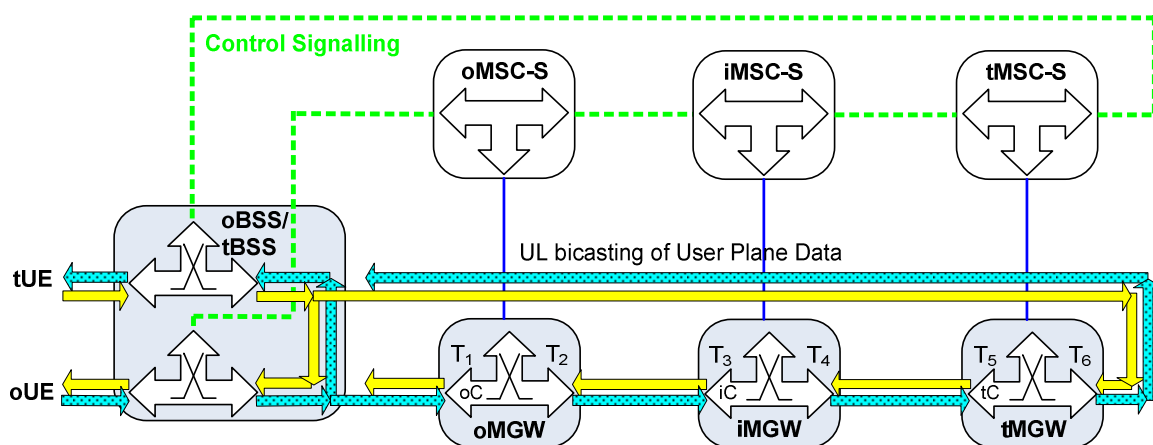 Control Signalling
oMSC-S
iMSC-S
tMSC-S
oBSS/
tBSS
UL bicasting of User Plane Data
tUE
T1
T2
T3
T4
T5
T6
oUE
oC
iC
tC
oMGW
iMGW
tMGW